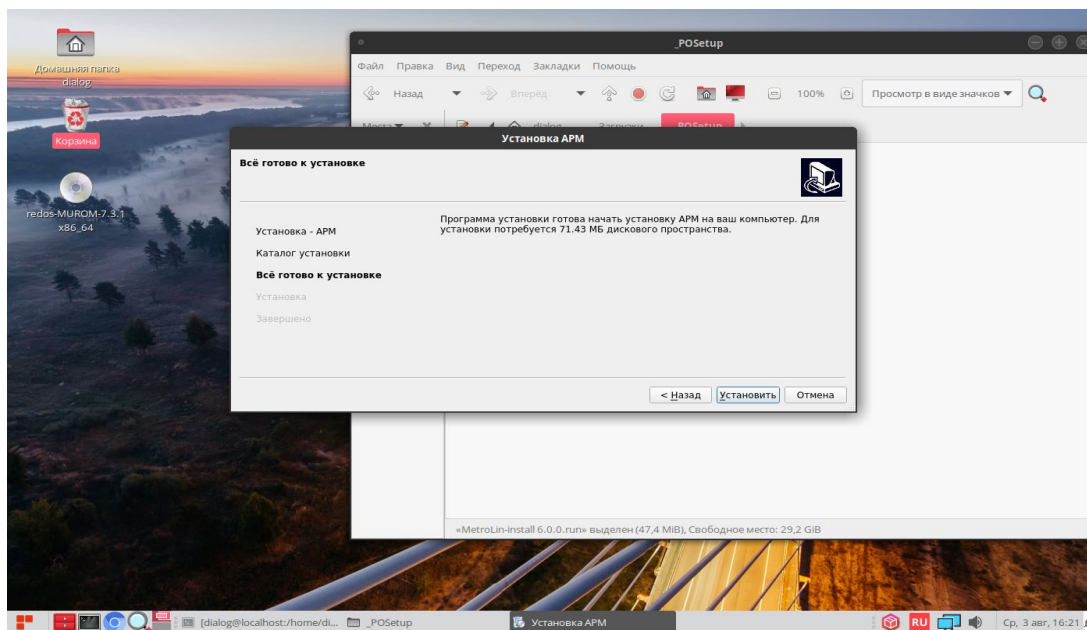 _POSetup
Файл Правка Вид Переход Закладки Помощь
Назад Вперёд 100% Просмотр в виде значков
Места dialog Загрузки _POSetup
Домашняя папка
dialog
Корзина
redos-MUROM-7.3.1
x86_64
Установка АРМ
Всё готово к установке
Установка - АРМ
Каталог установки
Всё готово к установке
Установка
Завершено
Программа установки готова начать установку АРМ на ваш компьютер. Для
установки потребуется 71.43 МБ дискового пространства.
< Назад Установить Отмена
«MetroLin-install 6.0.0.run» выделен (47,4 MiB), Свободное место: 29,2 GiB
[dialog@localhost:/home/di... _POSetup Установка АРМ RU Ср, 3 авг, 16:21